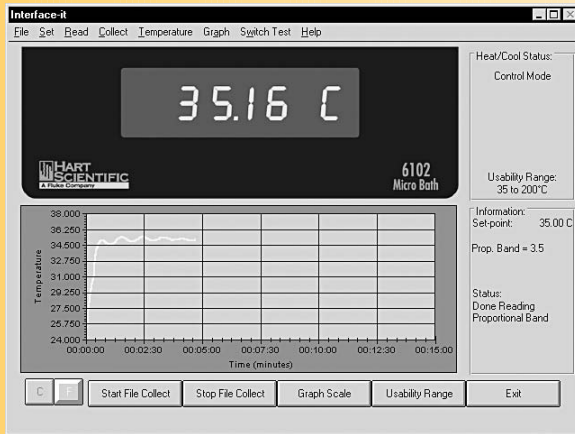 Interface-it
File Set Read Collect Temperature Graph Switch Test Help
35.16 C
HART
SCIENTIFIC
A Fluke Company
6102
Micro Bath
Heat/Cool Status:
Control Mode
Usability Range:
35 to 200°C
Information:
Set-point: 35.00 C
Prop. Band = 3.5
Status:
Done Reading
Proportional Band
Temperature
38.000
36.250
34.500
32.750
31.000
29.250
27.500
25.750
24.000
00:00:00 00:02:30 00:05:00 00:07:30 00:10:00 00:12:30 00:15:00
Time (minutes)
C F Start File Collect Stop File Collect Graph Scale Usability Range Exit